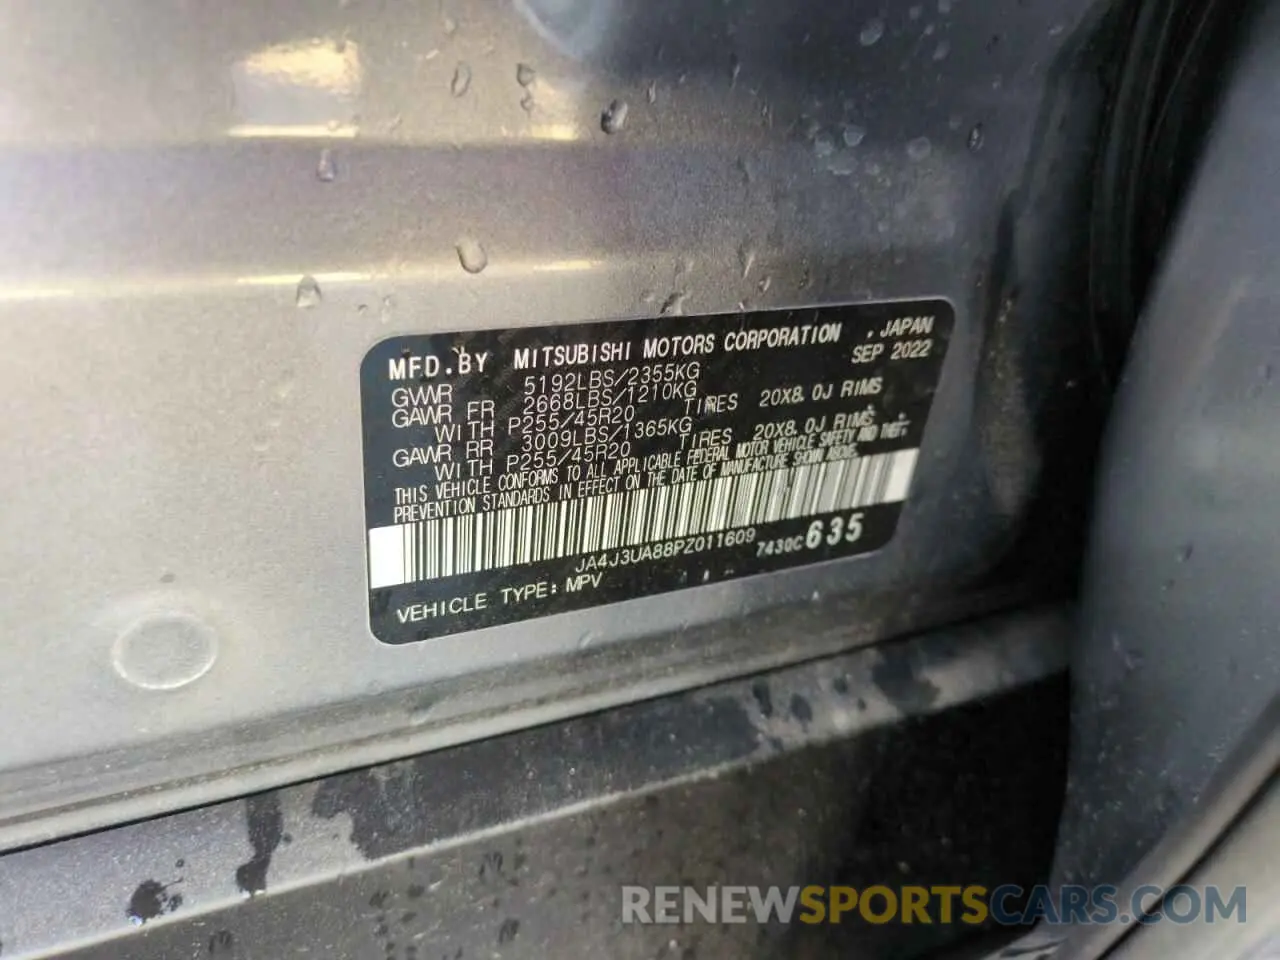 MFD.BY MITSUBISHI MOTORS CORPORATION . JAPAN
SEP 2022
GVWR 5192LBS/2355KG
GAWR FR 2668LBS/1210KG
WITH P255/45R20 TIRES 20X8.0J RIMS
GAWR RR 3009LBS/1365KG
WITH P255/45R20 TIRES 20X8.0J RIMS
THIS VEHICLE CONFORMS TO ALL APPLICABLE FEDERAL MOTOR VEHICLE SAFETY AND THEFT
PREVENTION STANDARDS IN EFFECT ON THE DATE OF MANUFACTURE SHOWN ABOVE.
JA4J3UA88PZ011609 7430C 635
VEHICLE TYPE: MPV
RENEWSPORTSCARS.COM